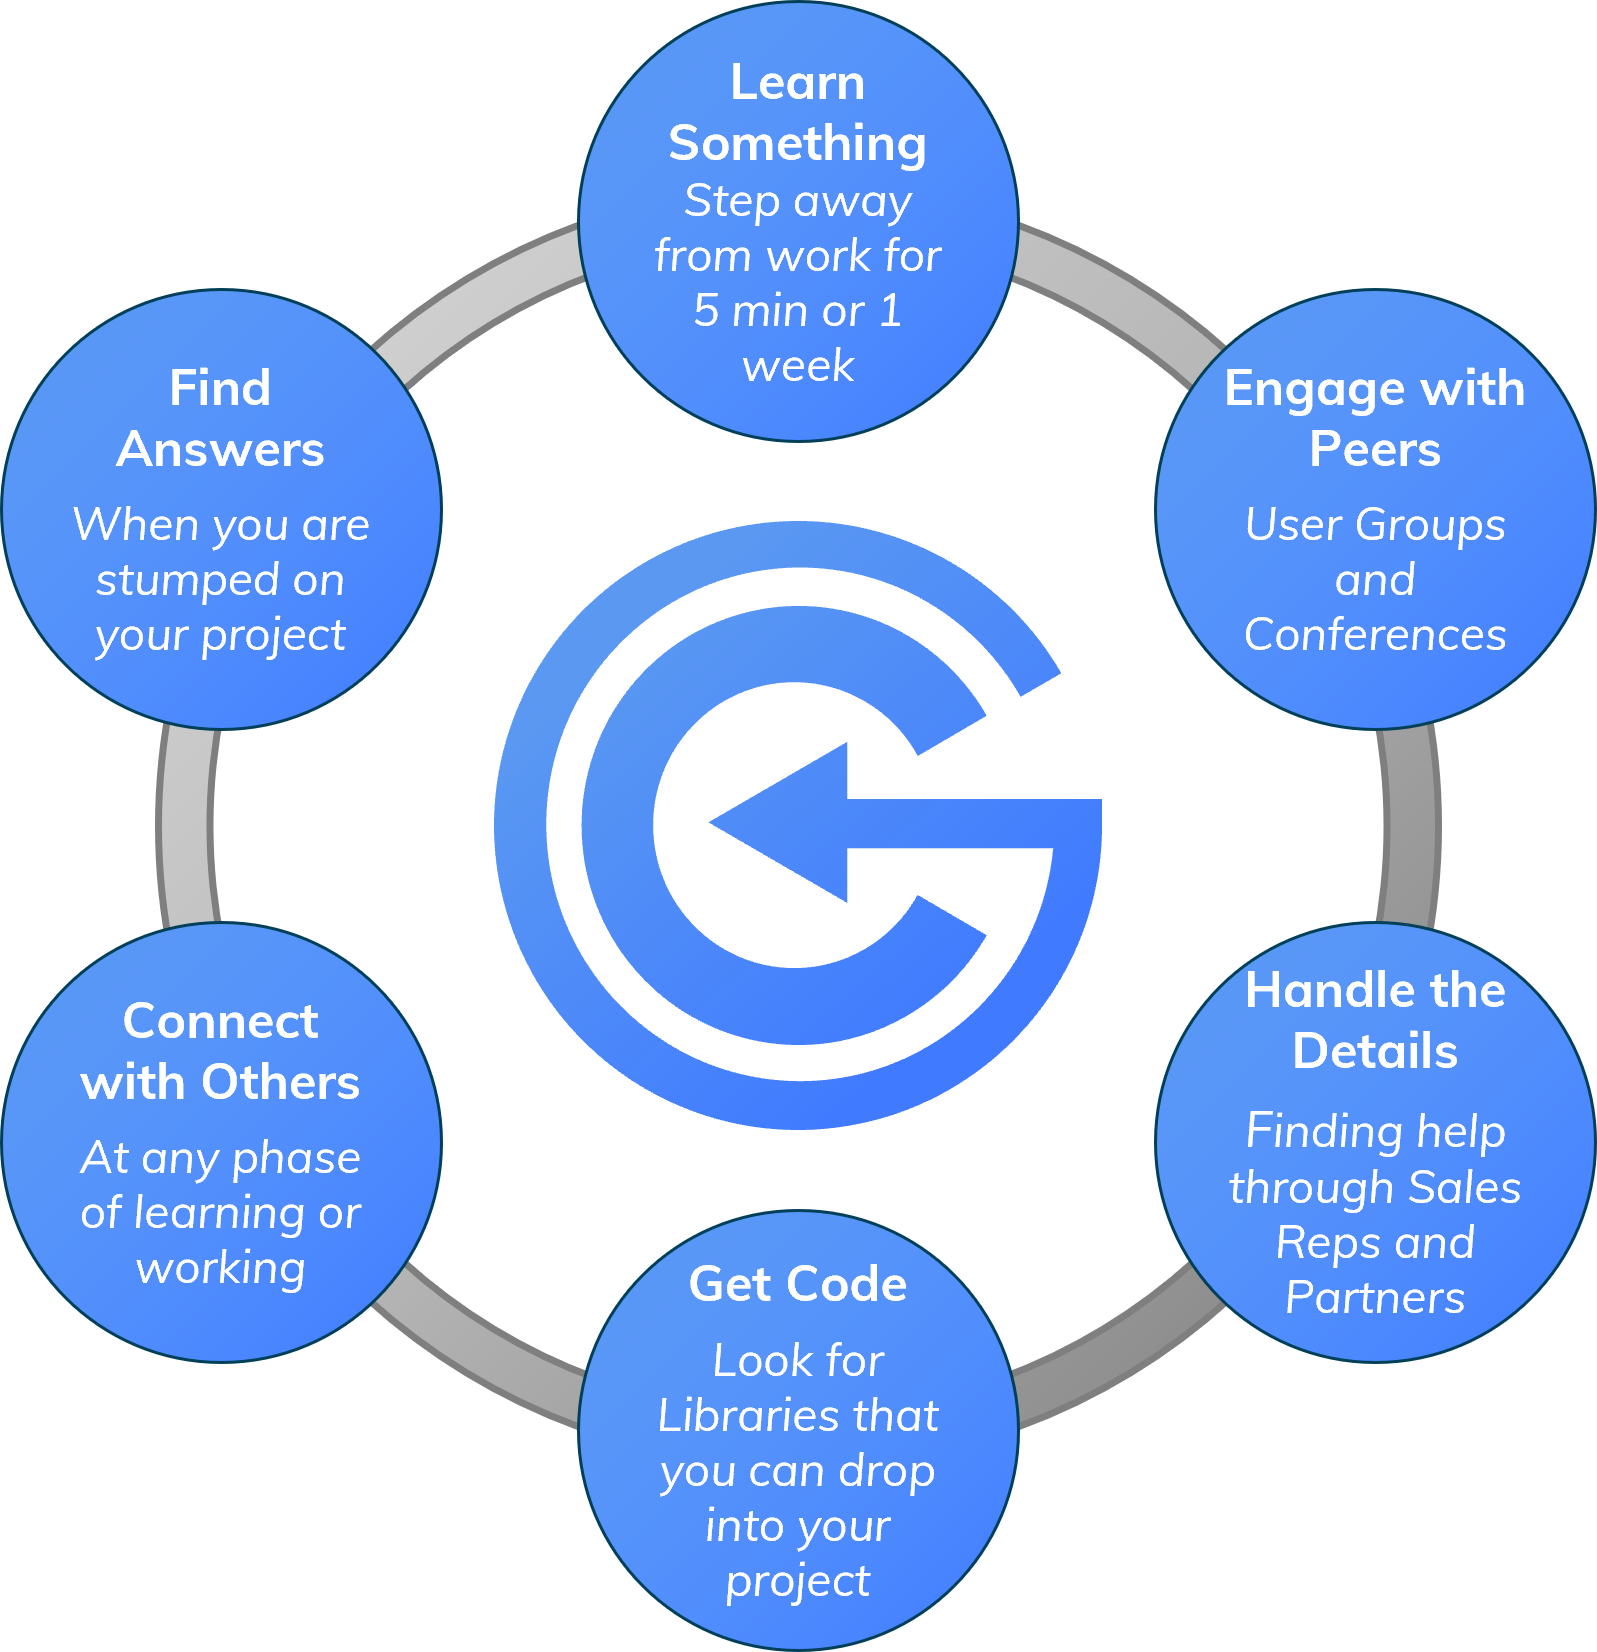 Learn
Something
Step away
from work for
5 min or 1
week
Engage with
Peers
User Groups
and
Conferences
Handle the
Details
Finding help
through Sales
Reps and
Partners
Get Code
Look for
Libraries that
you can drop
into your
project
Connect
with Others
At any phase
of learning or
working
Find
Answers
When you are
stumped on
your project